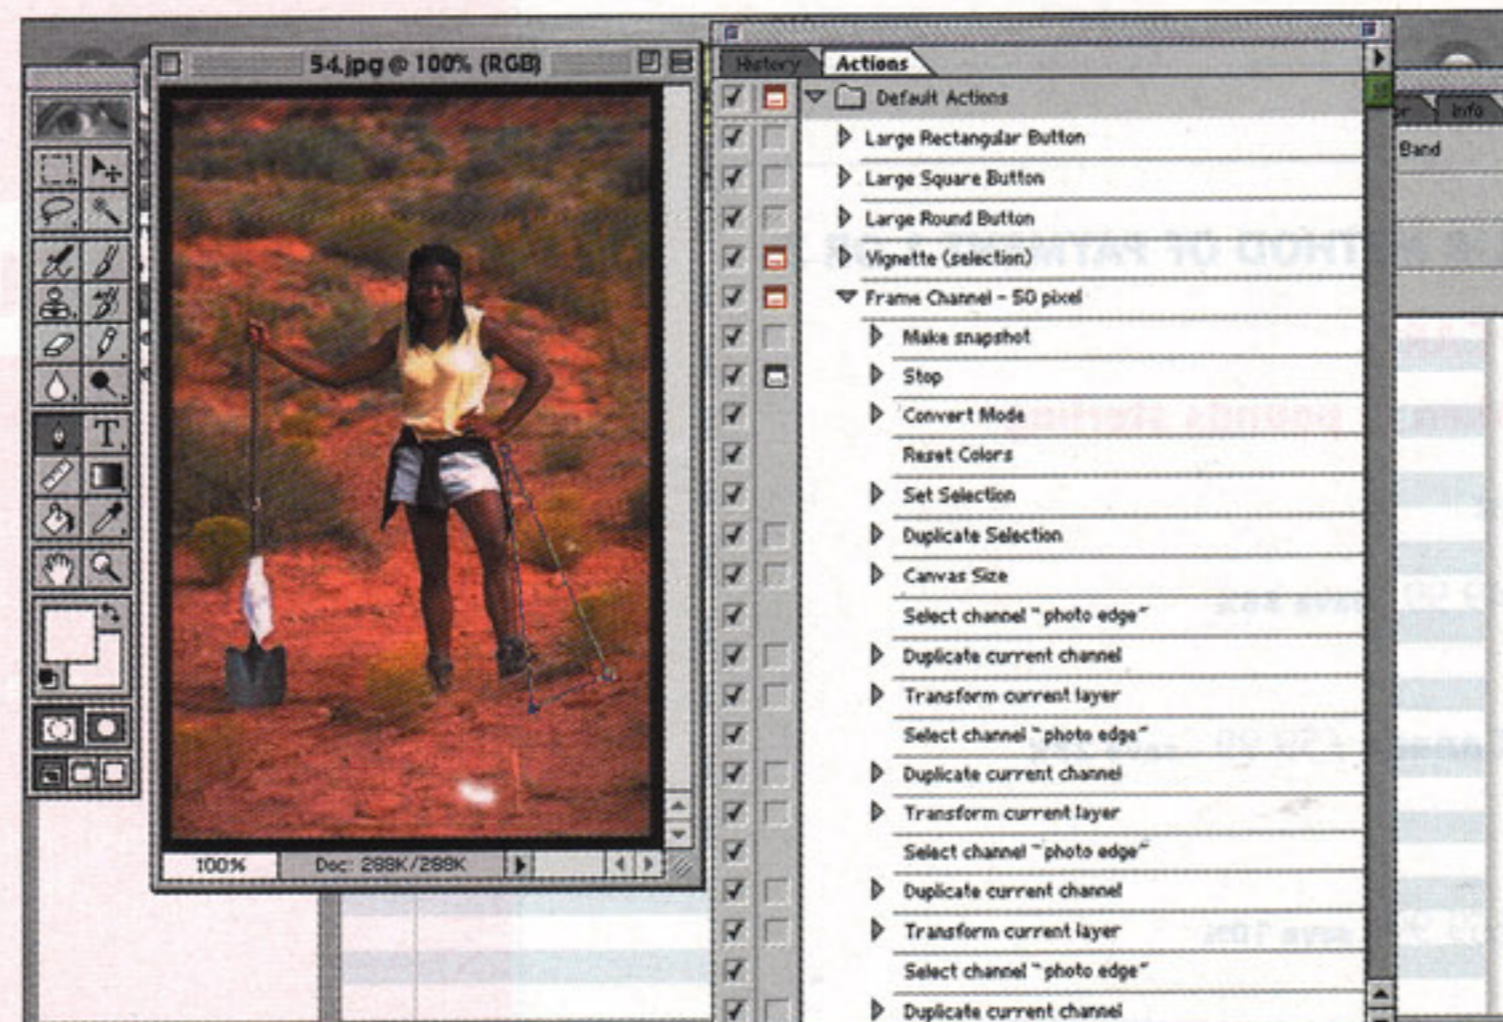 54.jpg @ 100% (RGB)
T
100%
Doc: 288K/288K
History
Actions
Default Actions
Large Rectangular Button
Large Square Button
Large Round Button
Vignette (selection)
Frame Channel - 50 pixel
Make snapshot
Stop
Convert Mode
Reset Colors
Set Selection
Duplicate Selection
Canvas Size
Select channel "photo edge"
Duplicate current channel
Transform current layer
Select channel "photo edge"
Duplicate current channel
Transform current layer
Select channel "photo edge"
Duplicate current channel
Transform current layer
Select channel "photo edge"
Duplicate current channel
Info
Band